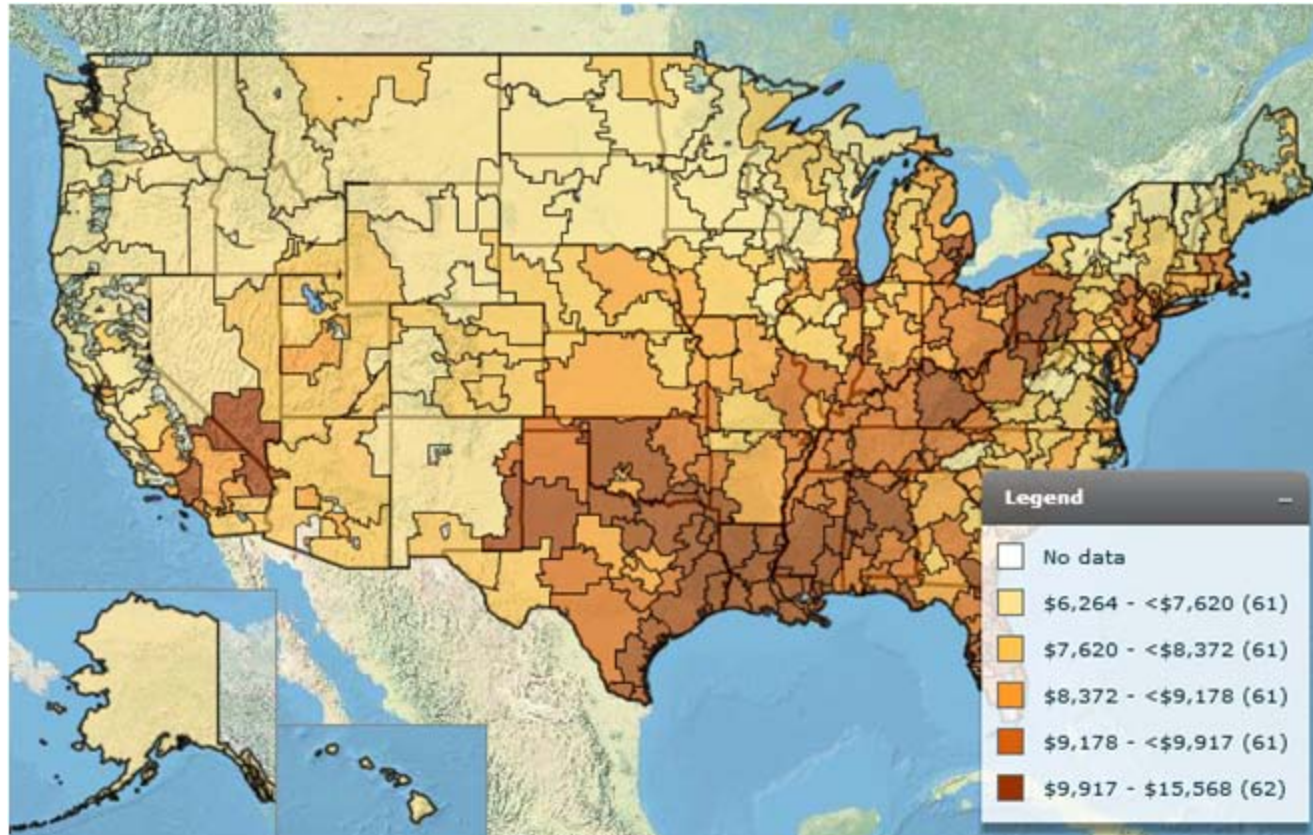 Legend
No data
$6,264 - <$7,620 (61)
$7,620 - <$8,372 (61)
$8,372 - <$9,178 (61)
$9,178 - <$9,917 (61)
$9,917 - $15,568 (62)